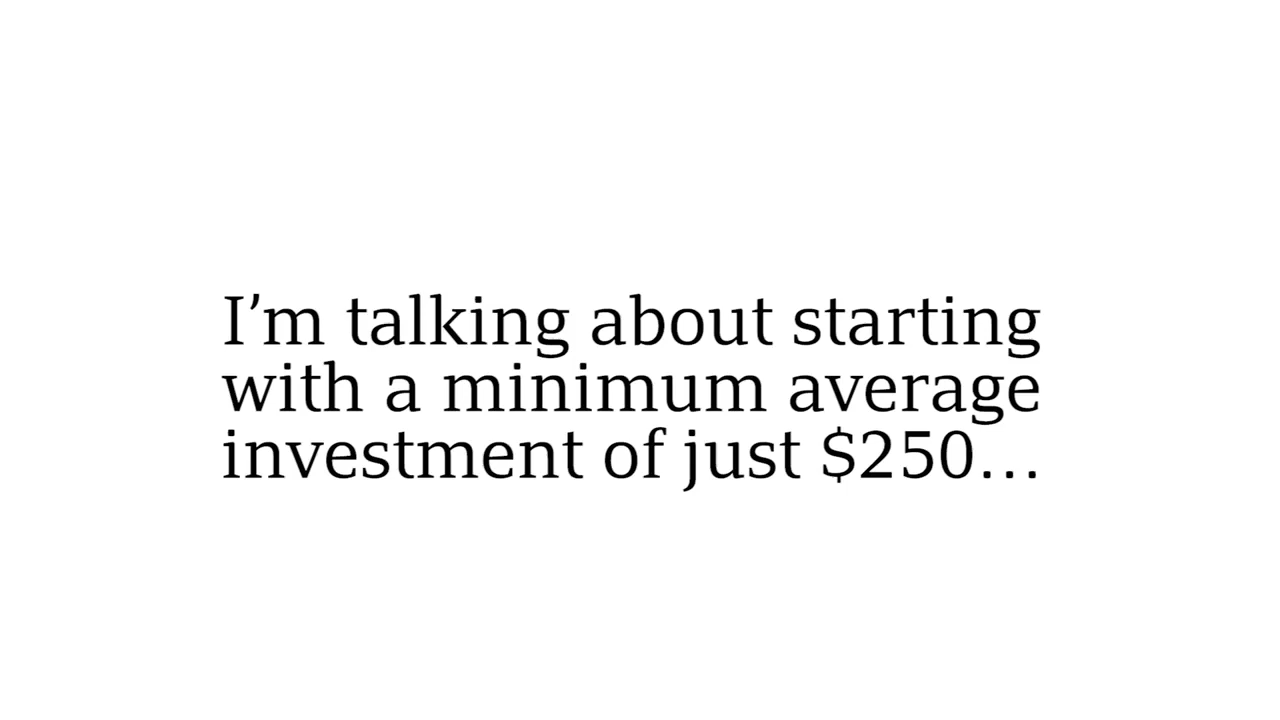 I’m talking about starting
with a minimum average
investment of just $250…